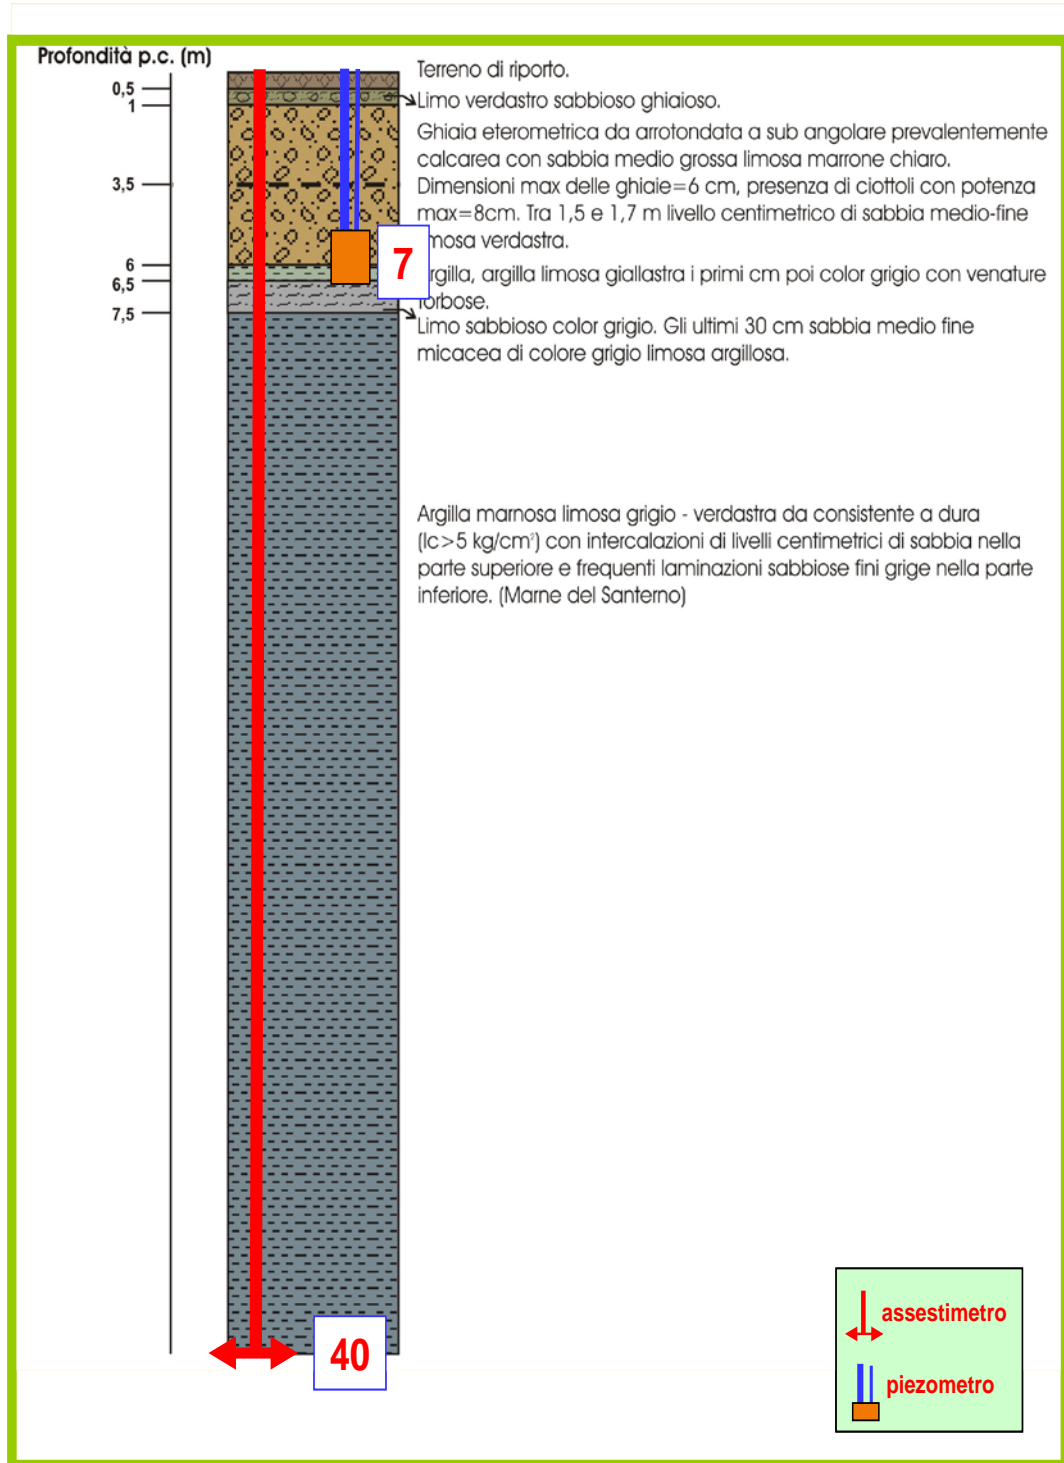 Profondità p.c. (m)
0,5
1
3,5
6
6,5
7,5
Terreno di riporto.
Limo verdastro sabbioso ghiaioso.
Ghiaia eterometrica da arrotondata a sub angolare prevalentemente
calcarea con sabbia medio grossa limosa marrone chiaro.
Dimensioni max delle ghiaie=6 cm, presenza di ciottoli con potenza
max=8cm. Tra 1,5 e 1,7 m livello centimetrico di sabbia medio-fine
mosa verdastra.
7
rgilla, argilla limosa giallastra i primi cm poi color grigio con venature
torbose.
Limo sabbioso color grigio. Gli ultimi 30 cm sabbia medio fine
micacea di colore grigio limosa argillosa.
Argilla marnosa limosa grigio - verdastra da consistente a dura
(Ic>5 kg/cm²) con intercalazioni di livelli centimetrici di sabbia nella
parte superiore e frequenti laminazioni sabbiose fini grige nella parte
inferiore. (Marne del Santerno)
40
assestimetro
piezometro